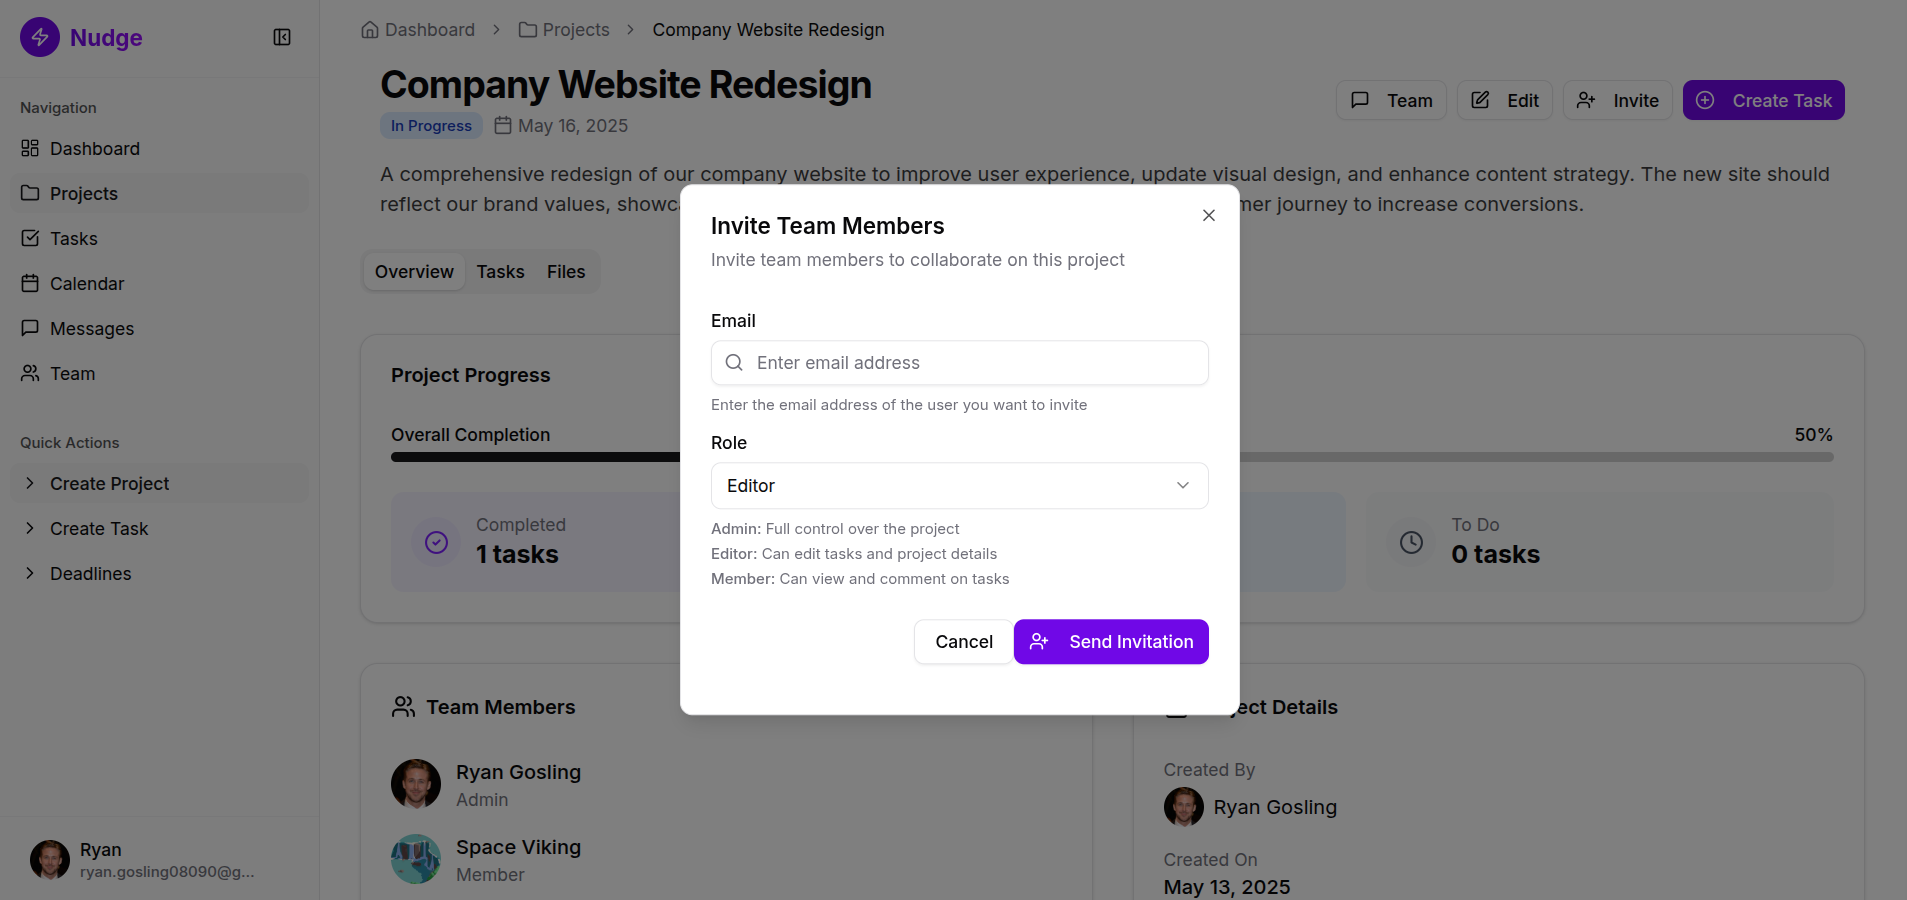 Nudge
Navigation
Dashboard
Projects
Tasks
Calendar
Messages
Team
Quick Actions
Create Project
Create Task
Deadlines
Ryan
ryan.gosling08090@g...
Dashboard
Projects
Company Website Redesign
Company Website Redesign
In Progress
May 16, 2025
Team
Edit
Invite
Create Task
A comprehensive redesign of our company website to improve user experience, update visual design, and enhance content strategy. The new site should
reflect our brand values, journey to increase conversions.
Overview
Tasks
Files
Project Progress
Overall Completion
50%
Completed
1 tasks
To Do
0 tasks
Team Members
Ryan Gosling
Admin
Space Viking
Member
Details
Created By
Ryan Gosling
Created On
May 13, 2025
Invite Team Members
Invite team members to collaborate on this project
Email
Enter email address
Enter the email address of the user you want to invite
Role
Editor
Admin: Full control over the project
Editor: Can edit tasks and project details
Member: Can view and comment on tasks
Cancel
Send Invitation